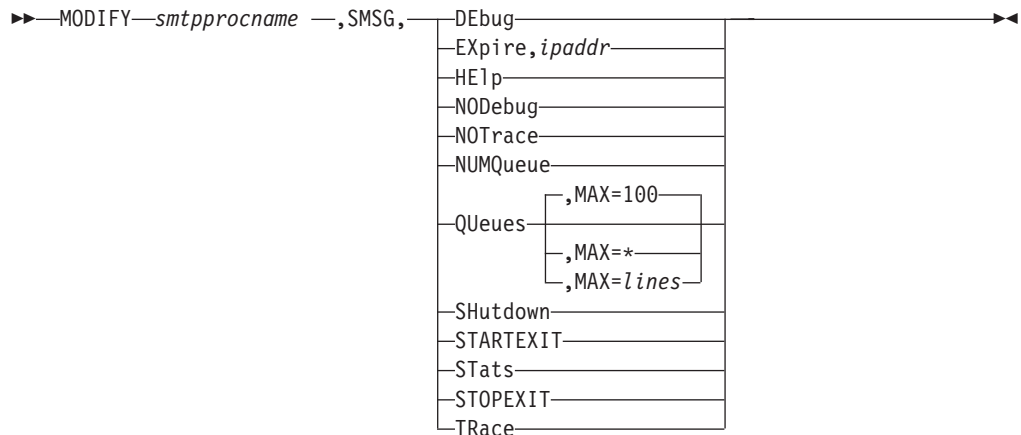 MODIFY smtpprocname ,SMSG, DEbug
EXpire,ipaddr
HElp
NODebug
NOTrace
NUMQueue
,MAX=100
QUeues
,MAX=*
,MAX=lines
SHutdown
STARTEXIT
STats
STOPEXIT
TRace